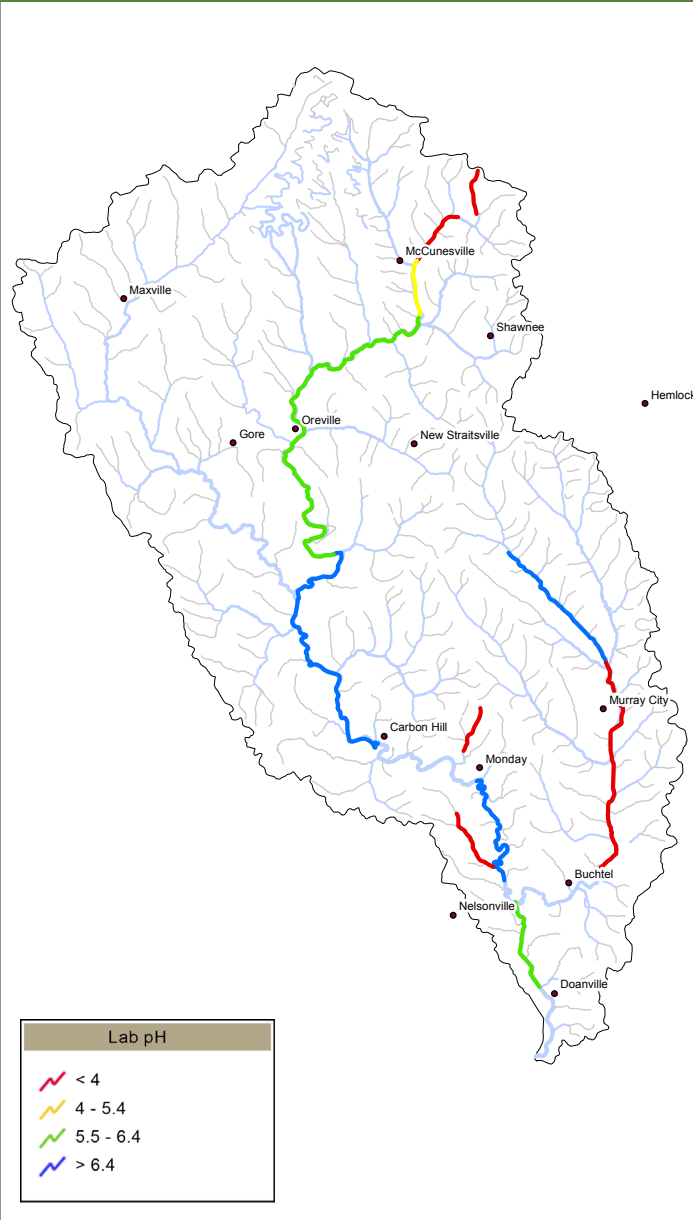 McCunesville
Maxville
Shawnee
Hemlock
Oreville
Gore
New Straitsville
Murray City
Carbon Hill
Monday
Buchtel
Nelsonville
Doanville
Lab pH
< 4
4 - 5.4
5.5 - 6.4
> 6.4